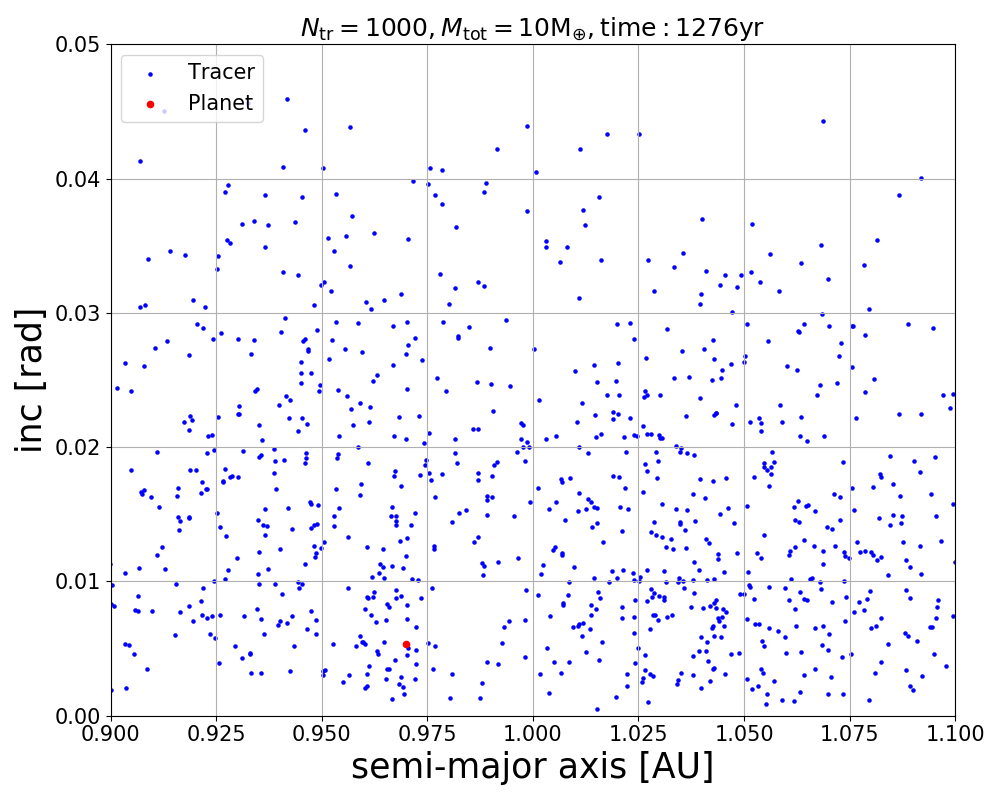 N_tr = 1000, M_tot = 10M_⊕, time : 1276yr
0.05
Tracer
Planet
0.04
0.03
inc [rad]
0.02
0.01
0.00
0.900 0.925 0.950 0.975 1.000 1.025 1.050 1.075 1.100
semi-major axis [AU]